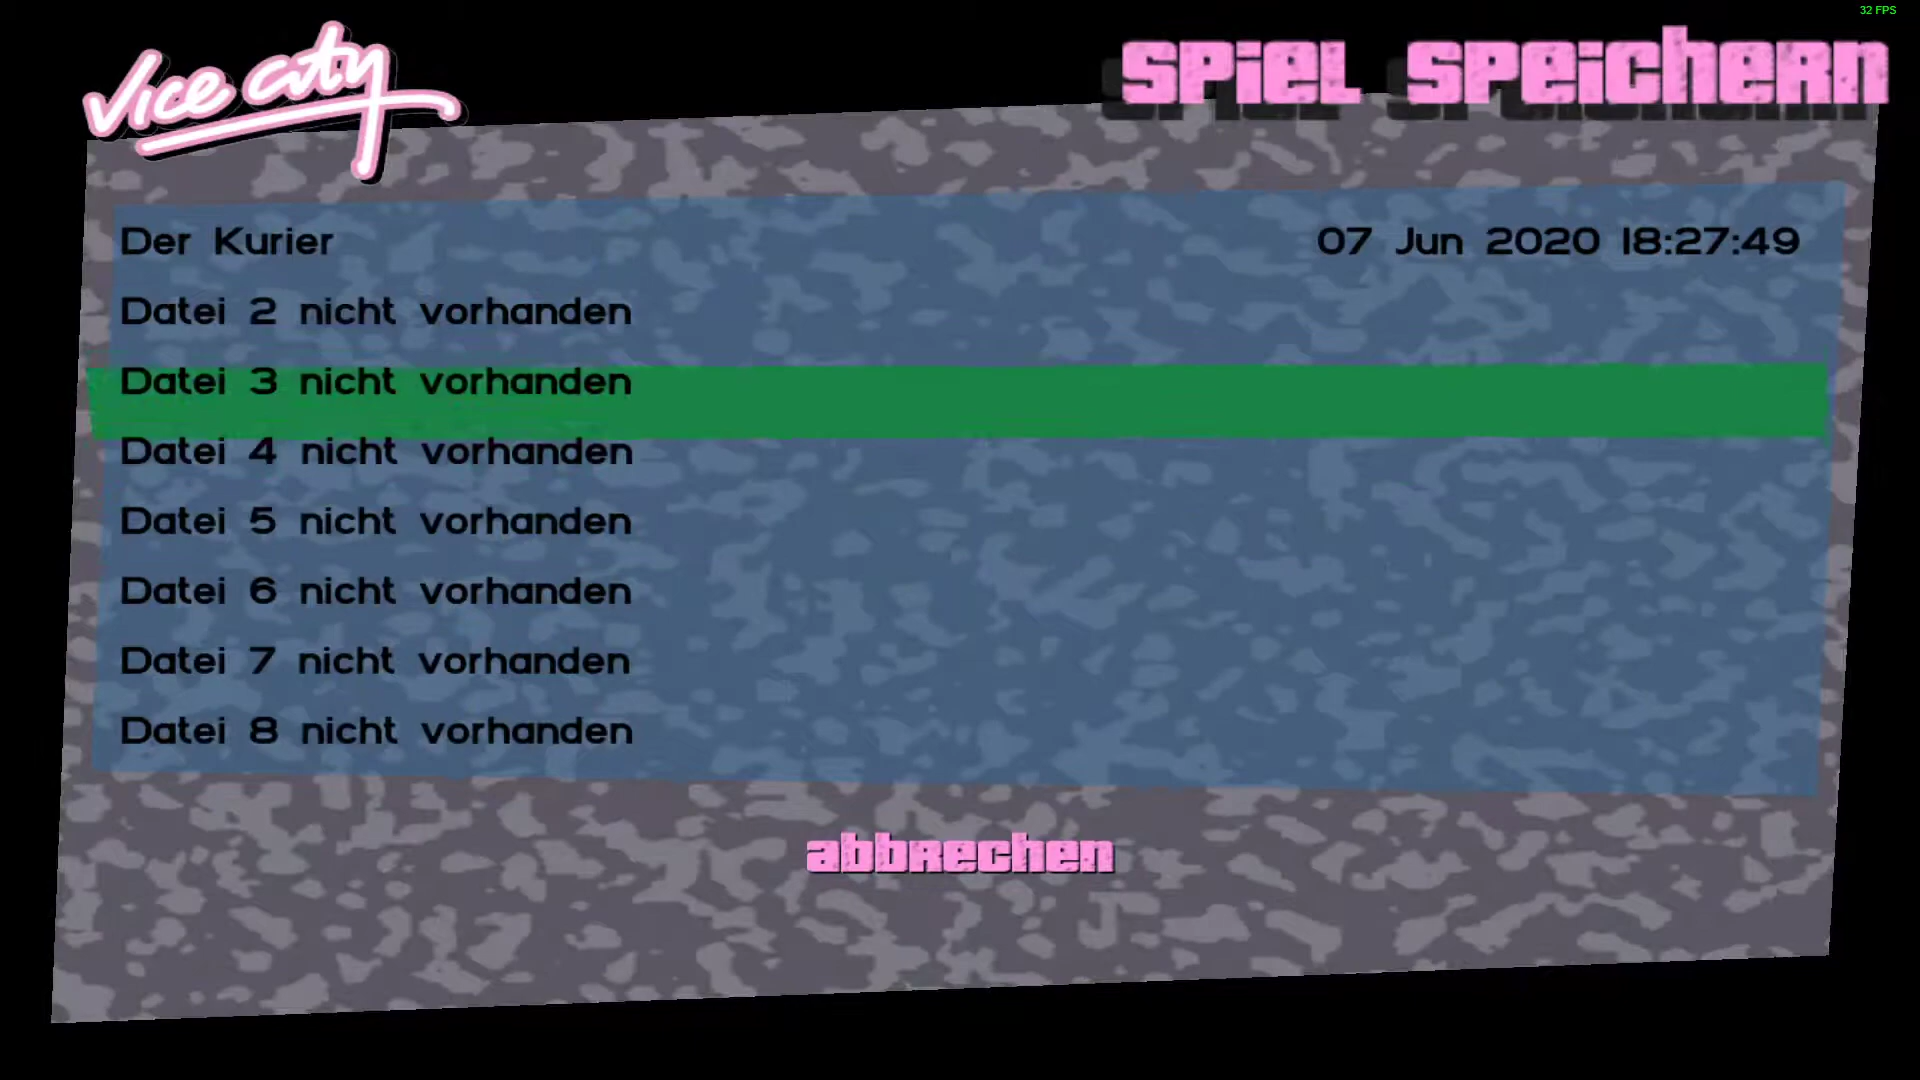 32 FPS
vice city
SPiEL SPEichERn
Der Kurier 07 Jun 2020 18:27:49
Datei 2 nicht vorhanden
Datei 3 nicht vorhanden
Datei 4 nicht vorhanden
Datei 5 nicht vorhanden
Datei 6 nicht vorhanden
Datei 7 nicht vorhanden
Datei 8 nicht vorhanden
abbRechen